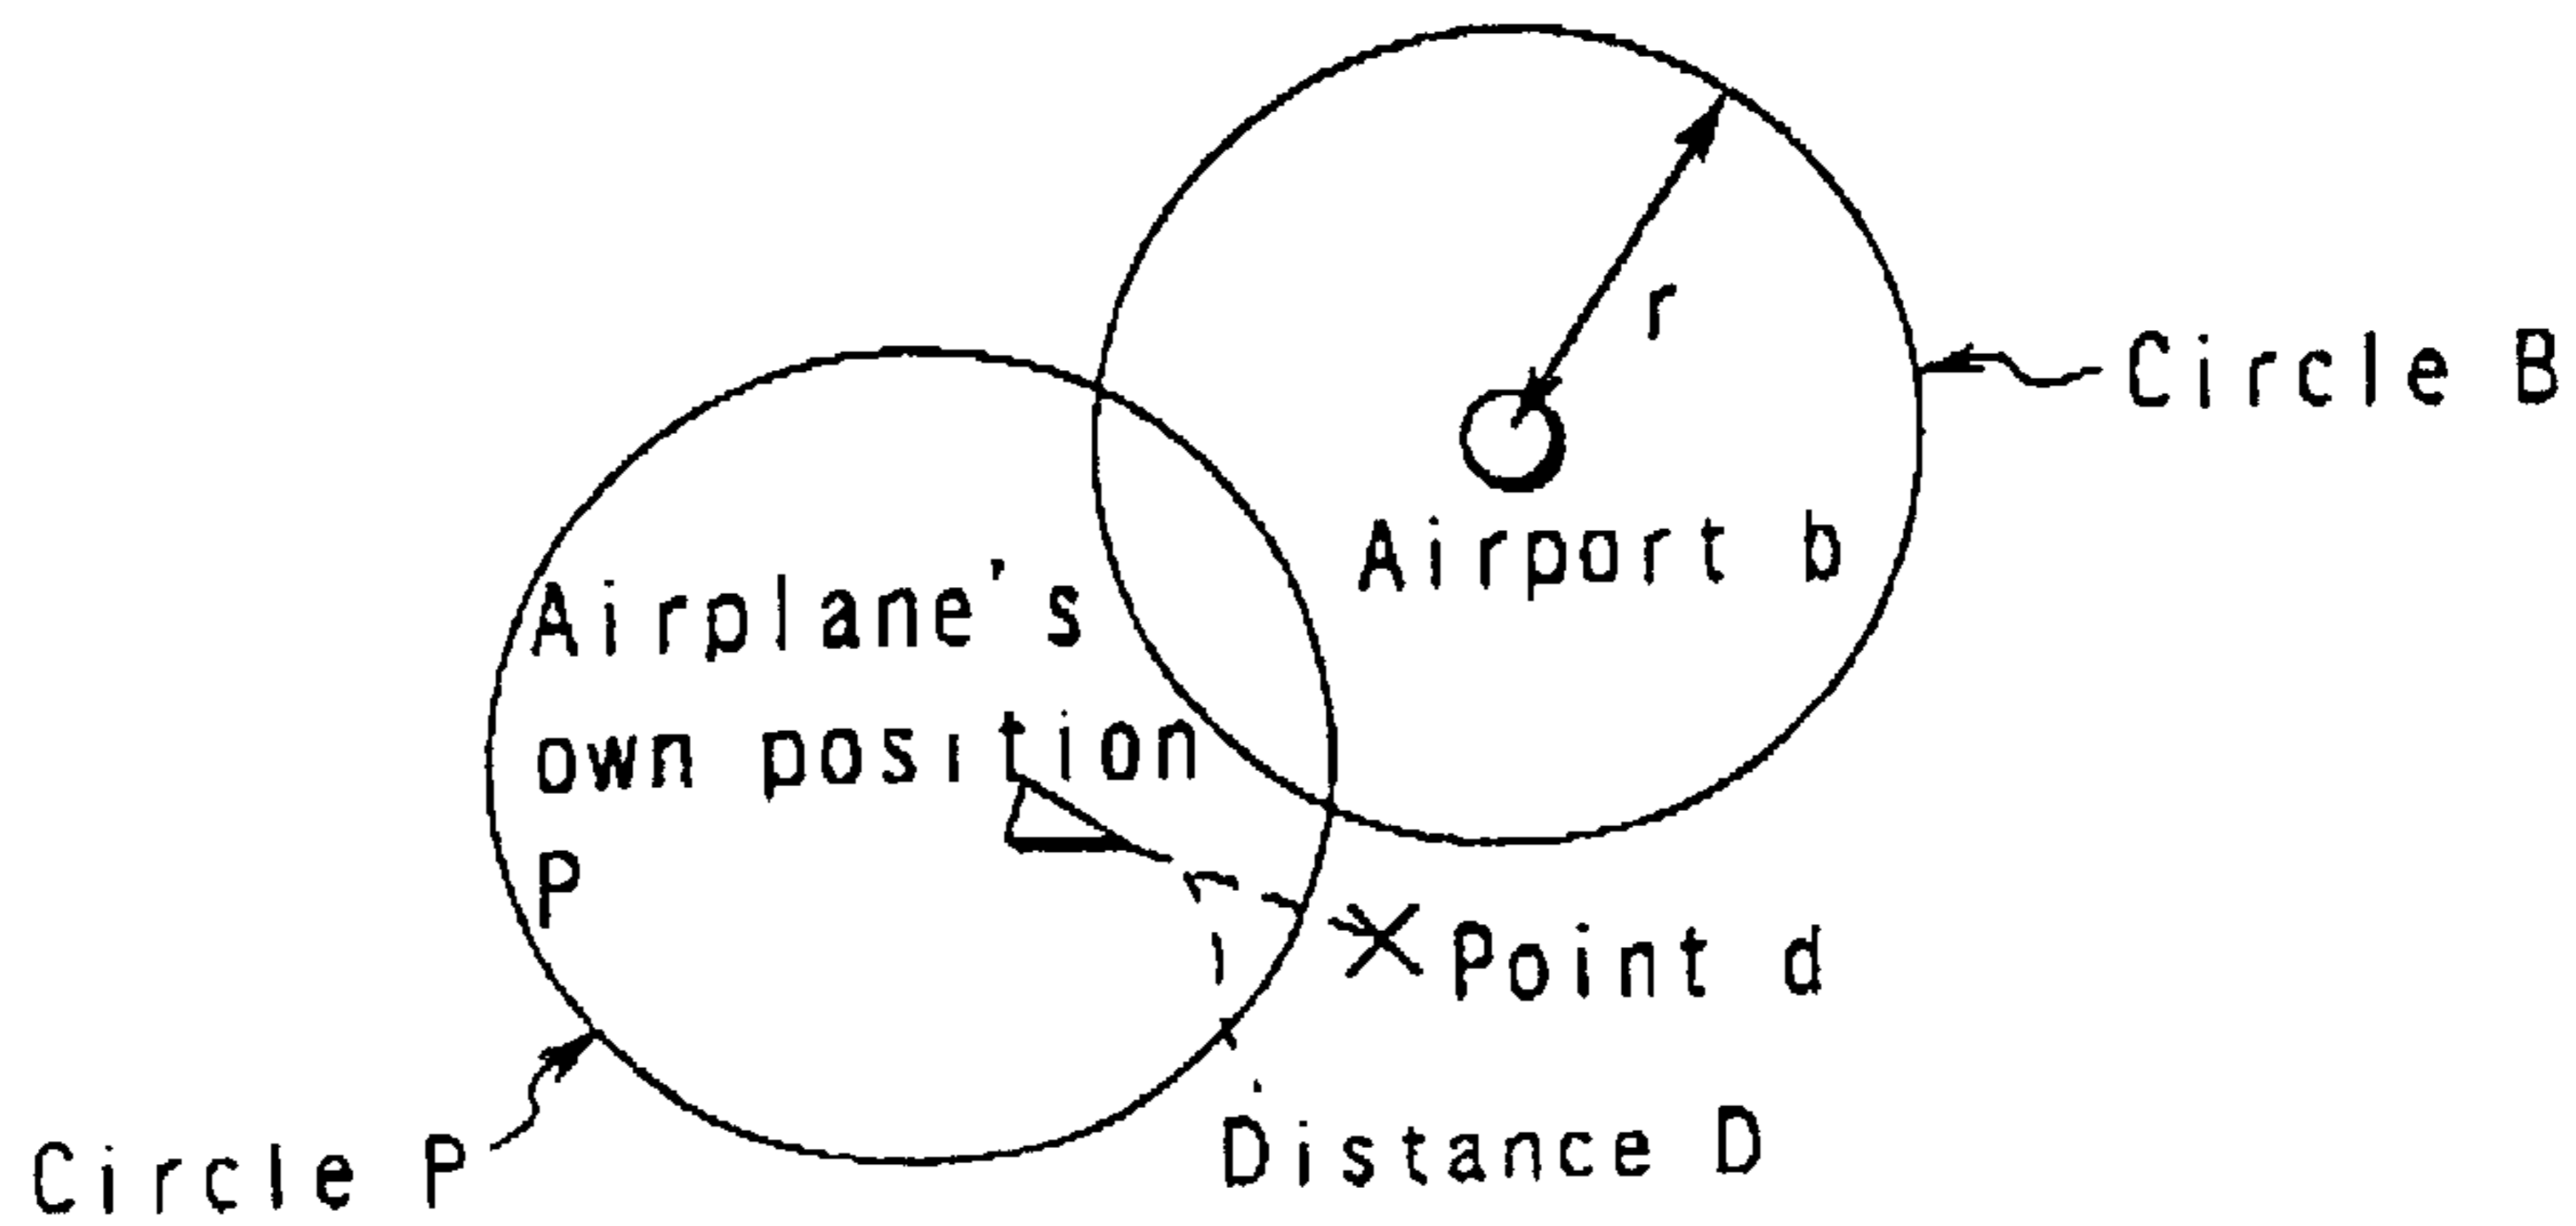 r
Circle B
Airport b
Airplane's
own position
P
Point d
Distance D
Circle P